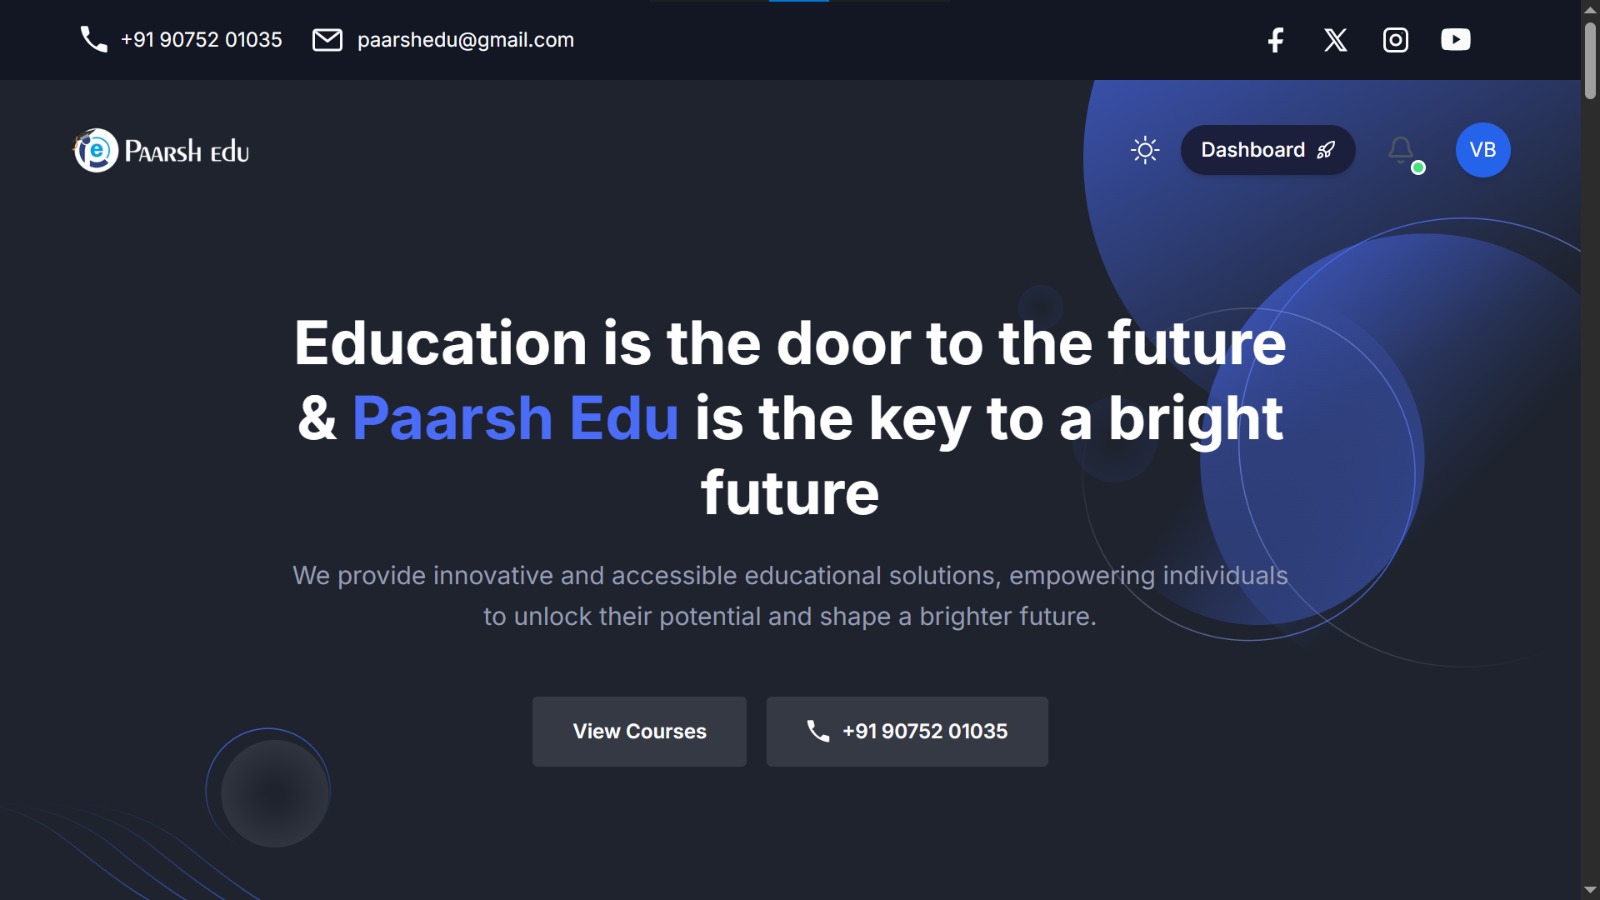 +91 90752 01035
paarshedu@gmail.com
Paarsh Edu
Dashboard
VB
Education is the door to the future
& Paarsh Edu is the key to a bright
future
We provide innovative and accessible educational solutions, empowering individuals
to unlock their potential and shape a brighter future.
View Courses
+91 90752 01035